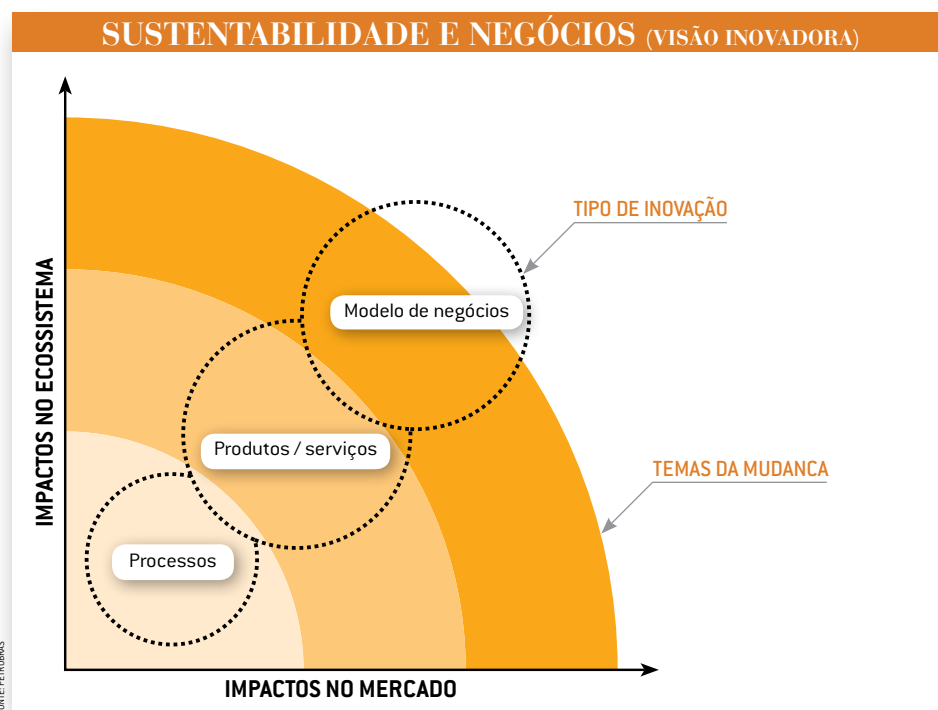 SUSTENTABILIDADE E NEGÓCIOS (VISÃO INOVADORA)
IMPACTOS NO ECOSSISTEMA
TIPO DE INOVAÇÃO
Modelo de negócios
Produtos / serviços
TEMAS DA MUDANCA
Processos
IMPACTOS NO MERCADO
PETROBRAS